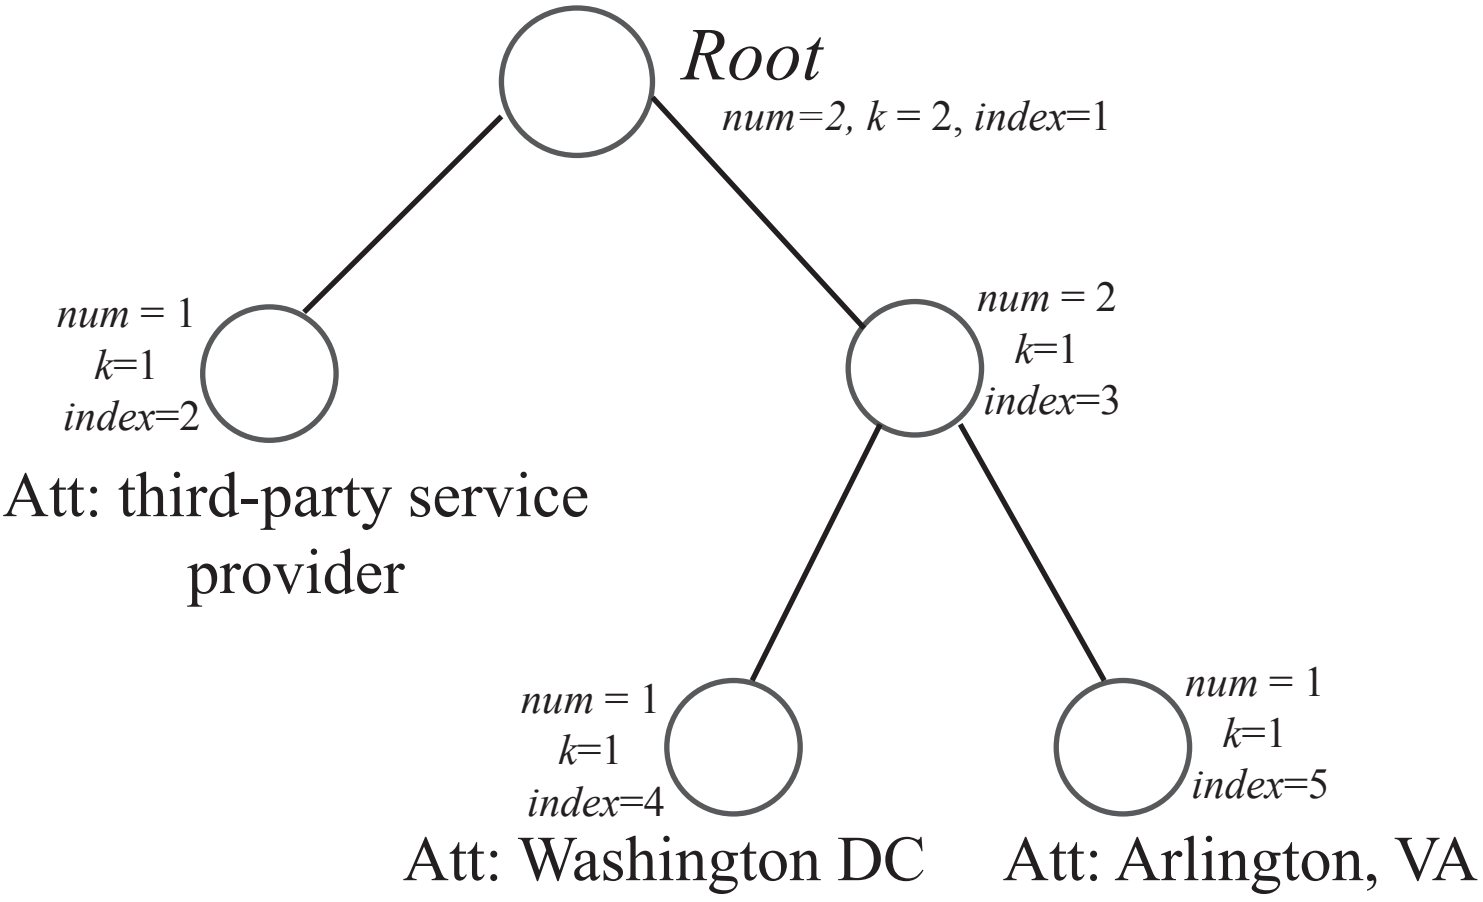 Root
num=2, k = 2, index=1
num = 1
k=1
index=2
Att: third-party service
provider
num = 2
k=1
index=3
num = 1
k=1
index=4
Att: Washington DC
num = 1
k=1
index=5
Att: Arlington, VA